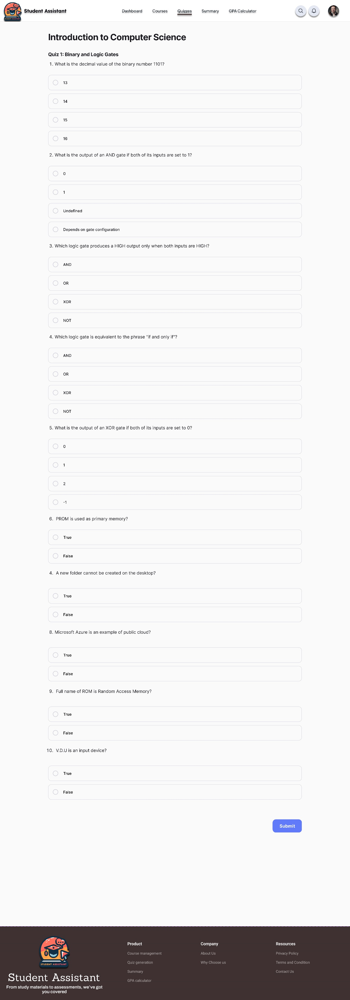 Student Assistant
Dashboard Courses Quizzes Summary GPA Calculator
STUDENT ASSISTANT
Introduction to Computer Science
Quiz 1: Binary and Logic Gates
1. What is the decimal value of the binary number 1101?
13
14
15
16
2. What is the output of an AND gate if both of its inputs are set to 1?
0
1
Undefined
Depends on gate configuration
3. Which logic gate produces a HIGH output only when both inputs are HIGH?
AND
OR
XOR
NOT
4. Which logic gate is equivalent to the phrase "if and only if"?
AND
OR
XOR
NOT
5. What is the output of an XOR gate if both of its inputs are set to 0?
0
1
2
-1
6. PROM is used as primary memory?
True
False
4. A new folder cannot be created on the desktop?
True
False
8. Microsoft Azure is an example of public cloud?
True
False
9. Full name of ROM is Random Access Memory?
True
False
10. V.D.U is an input device?
True
False
Submit
STUDENT ASSISTANT
Student Assistant
From study materials to assessments, we've got
you covered
Product
Course management
Quiz generation
Summary
GPA calculator
Company
About Us
Why Choose us
Resources
Privacy Policy
Terms and Condition
Contact Us